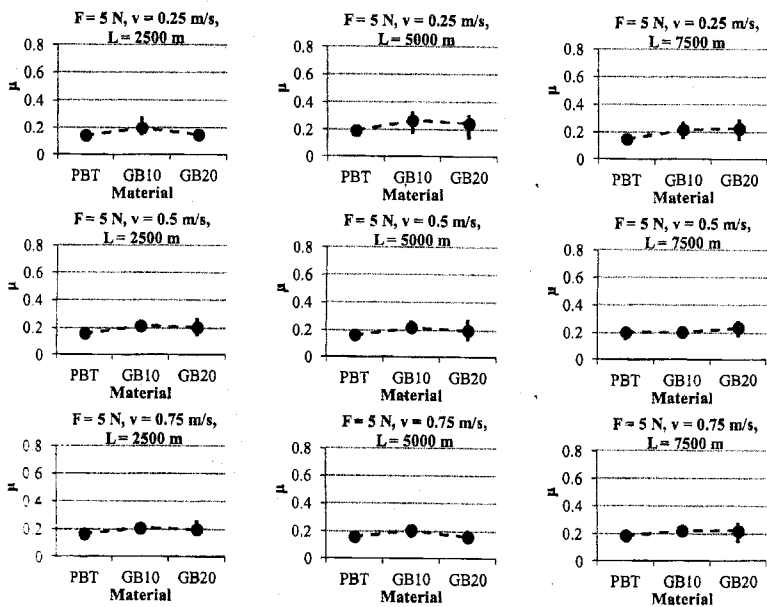 F = 5 N, v = 0.25 m/s,
L = 2500 m
0.8
0.6
0.4
0.2
0
μ
PBT GB10 GB20
Material
F = 5 N, v = 0.25 m/s,
L = 5000 m
0.8
0.6
0.4
0.2
0
μ
PBT GB10 GB20
Material
F = 5 N, v = 0.25 m/s,
L = 7500 m
0.8
0.6
0.4
0.2
0
μ
PBT GB10 GB20
Material
F = 5 N, v = 0.5 m/s,
L = 2500 m
0.8
0.6
0.4
0.2
0
μ
PBT GB10 GB20
Material
F = 5 N, v = 0.5 m/s,
L = 5000 m
0.8
0.6
0.4
0.2
0
μ
PBT GB10 GB20
Material
F = 5 N, v = 0.5 m/s,
L = 7500 m
0.8
0.6
0.4
0.2
0
μ
PBT GB10 GB20
Material
F = 5 N, v = 0.75 m/s,
L = 2500 m
0.8
0.6
0.4
0.2
0
μ
PBT GB10 GB20
Material
F = 5 N, v = 0.75 m/s,
L = 5000 m
0.8
0.6
0.4
0.2
0
μ
PBT GB10 GB20
Material
F = 5 N, v = 0.75 m/s,
L = 7500 m
0.8
0.6
0.4
0.2
0
μ
PBT GB10 GB20
Material